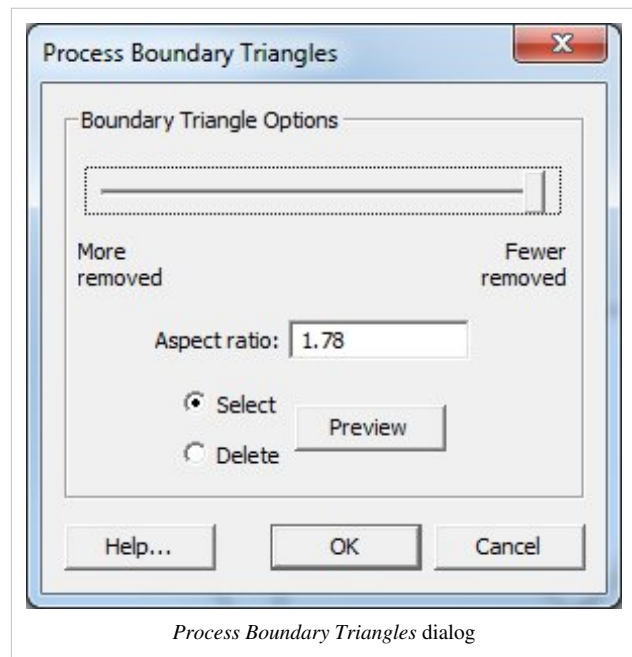 Process Boundary Triangles
Boundary Triangle Options
More
removed
Fewer
removed
Aspect ratio: 1.78
Select
Preview
Delete
Help... OK Cancel
Process Boundary Triangles dialog